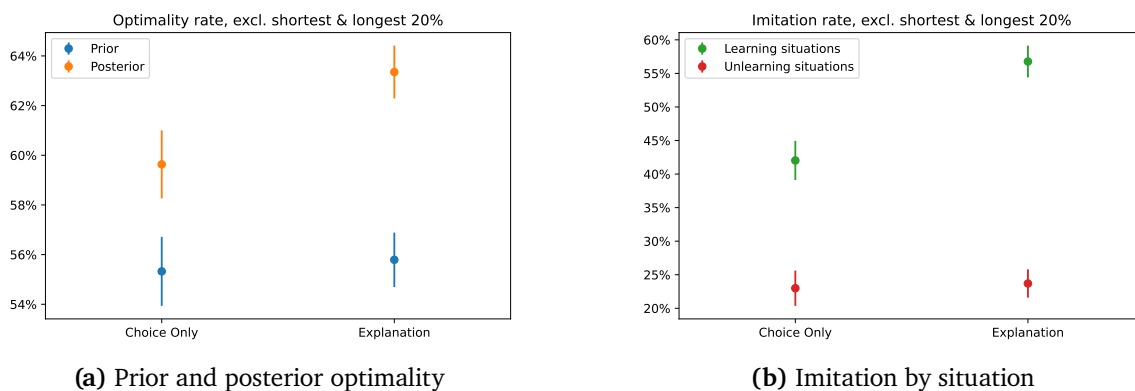 Optimality rate, excl. shortest & longest 20%
Prior
Posterior
64%
62%
60%
58%
56%
54%
Choice Only
Explanation
(a) Prior and posterior optimality
Imitation rate, excl. shortest & longest 20%
Learning situations
Unlearning situations
60%
55%
50%
45%
40%
35%
30%
25%
20%
Choice Only
Explanation
(b) Imitation by situation